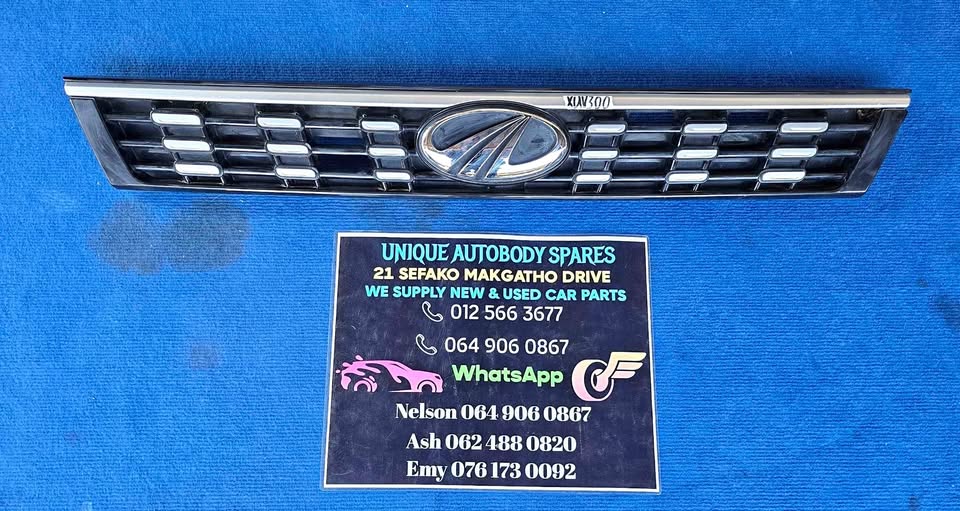 XUV300
UNIQUE AUTOBODY SPARES
21 SEFAKO MAKGATHO DRIVE
WE SUPPLY NEW & USED CAR PARTS
012 566 3677
064 906 0867
WhatsApp
Nelson 064 906 0867
Ash 062 488 0820
Emy 076 173 0092